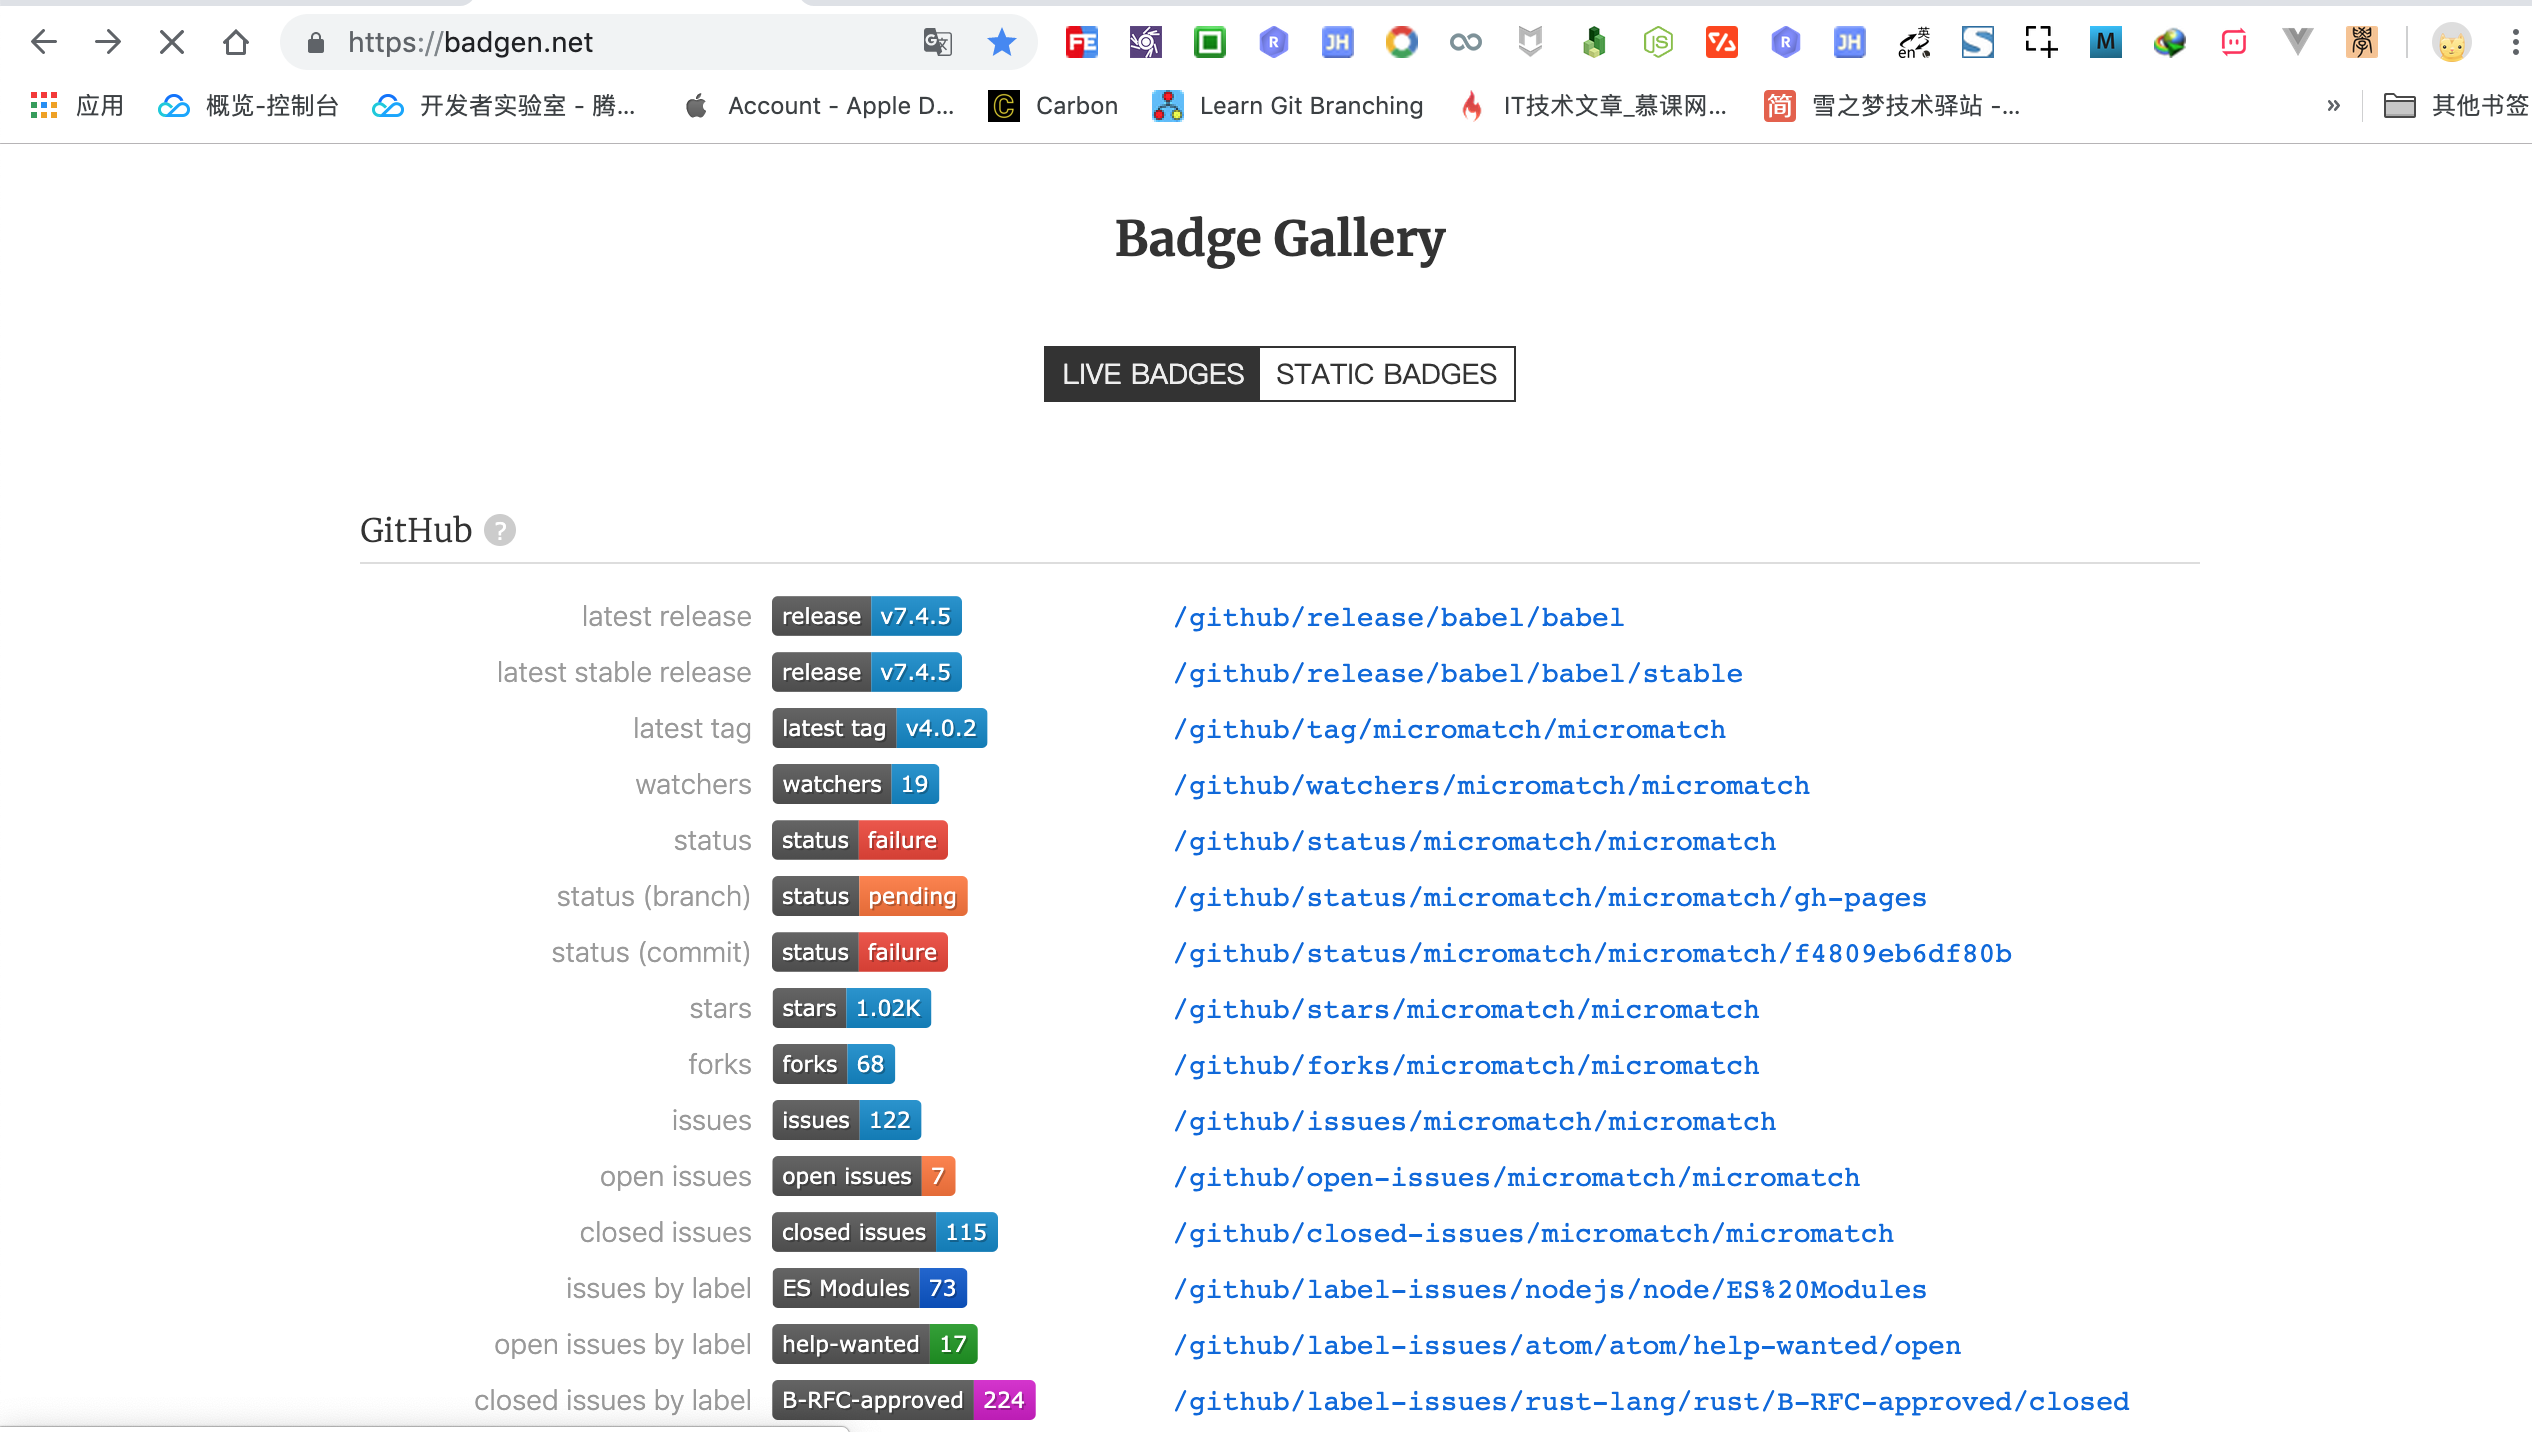 https://badgen.net
应用 概览-控制台 开发者实验室 - 腾... Account - Apple D... Carbon Learn Git Branching IT技术文章_慕课网... 简 雪之梦技术驿站 -... » 其他书签
Badge Gallery
LIVE BADGES STATIC BADGES
GitHub ?
latest release release v7.4.5 /github/release/babel/babel
latest stable release release v7.4.5 /github/release/babel/babel/stable
latest tag latest tag v4.0.2 /github/tag/micromatch/micromatch
watchers watchers 19 /github/watchers/micromatch/micromatch
status status failure /github/status/micromatch/micromatch
status (branch) status pending /github/status/micromatch/micromatch/gh-pages
status (commit) status failure /github/status/micromatch/micromatch/f4809eb6df80b
stars stars 1.02K /github/stars/micromatch/micromatch
forks forks 68 /github/forks/micromatch/micromatch
issues issues 122 /github/issues/micromatch/micromatch
open issues open issues 7 /github/open-issues/micromatch/micromatch
closed issues closed issues 115 /github/closed-issues/micromatch/micromatch
issues by label ES Modules 73 /github/label-issues/nodejs/node/ES%20Modules
open issues by label help-wanted 17 /github/label-issues/atom/atom/help-wanted/open
closed issues by label B-RFC-approved 224 /github/label-issues/rust-lang/rust/B-RFC-approved/closed